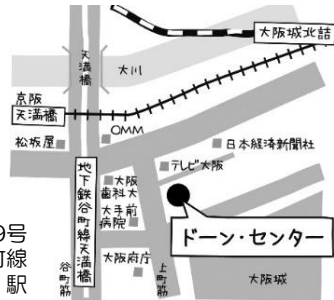 大阪城北詰
天満橋
大川
京阪
天満橋
OMM
松坂屋
日本経済新聞社
テレビ大阪
大阪
歯科大
大手前
病院
地下鉄谷町線天満橋
ドーン・センター
9号
町線
駅
大阪府庁
谷町筋
上町筋
大阪城